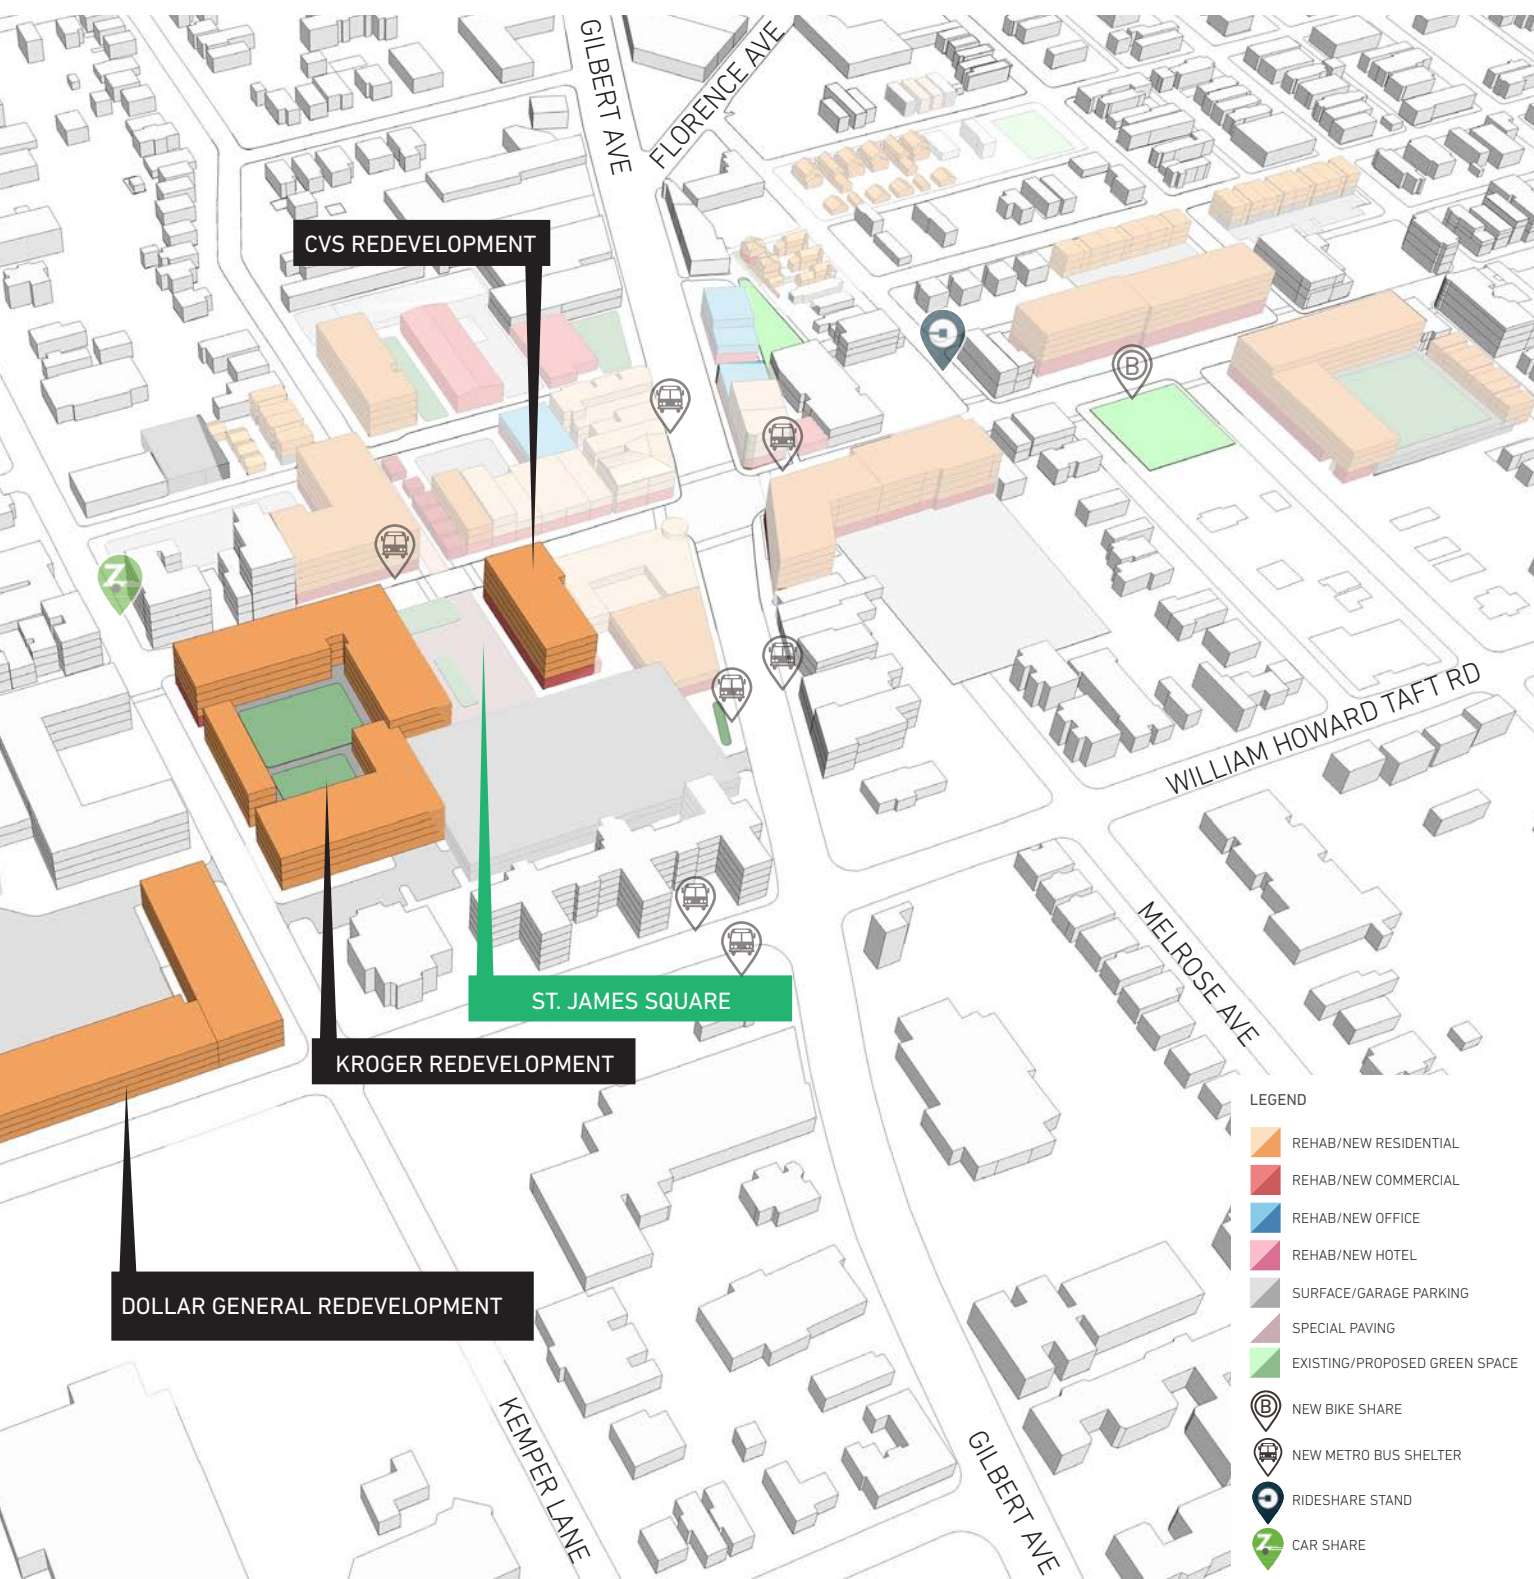 GILBERT AVE
FLORENCE AVE
CVS REDEVELOPMENT
B
Z
WILLIAM HOWARD TAFT RD
MELROSE AVE
ST. JAMES SQUARE
KROGER REDEVELOPMENT
DOLLAR GENERAL REDEVELOPMENT
KEMPER LANE
GILBERT AVE
LEGEND
REHAB/NEW RESIDENTIAL
REHAB/NEW COMMERCIAL
REHAB/NEW OFFICE
REHAB/NEW HOTEL
SURFACE/GARAGE PARKING
SPECIAL PAVING
EXISTING/PROPOSED GREEN SPACE
B NEW BIKE SHARE
NEW METRO BUS SHELTER
RIDESHARE STAND
Z CAR SHARE